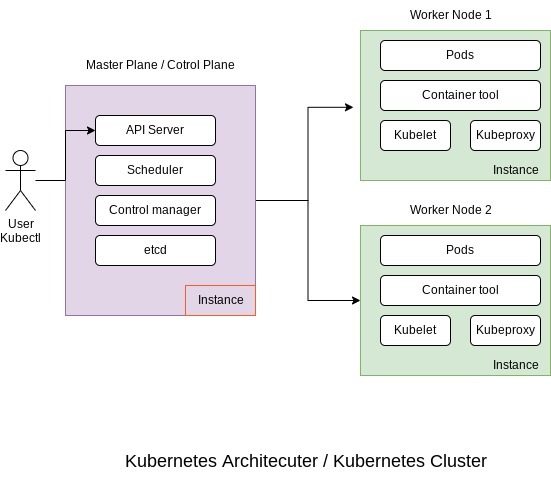 Worker Node 1
Pods
Container tool
Kubelet
Kubeproxy
Instance
Master Plane / Cotrol Plane
API Server
Scheduler
Control manager
etcd
Instance
User
Kubectl
Worker Node 2
Pods
Container tool
Kubelet
Kubeproxy
Instance
Kubernetes Architecuter / Kubernetes Cluster